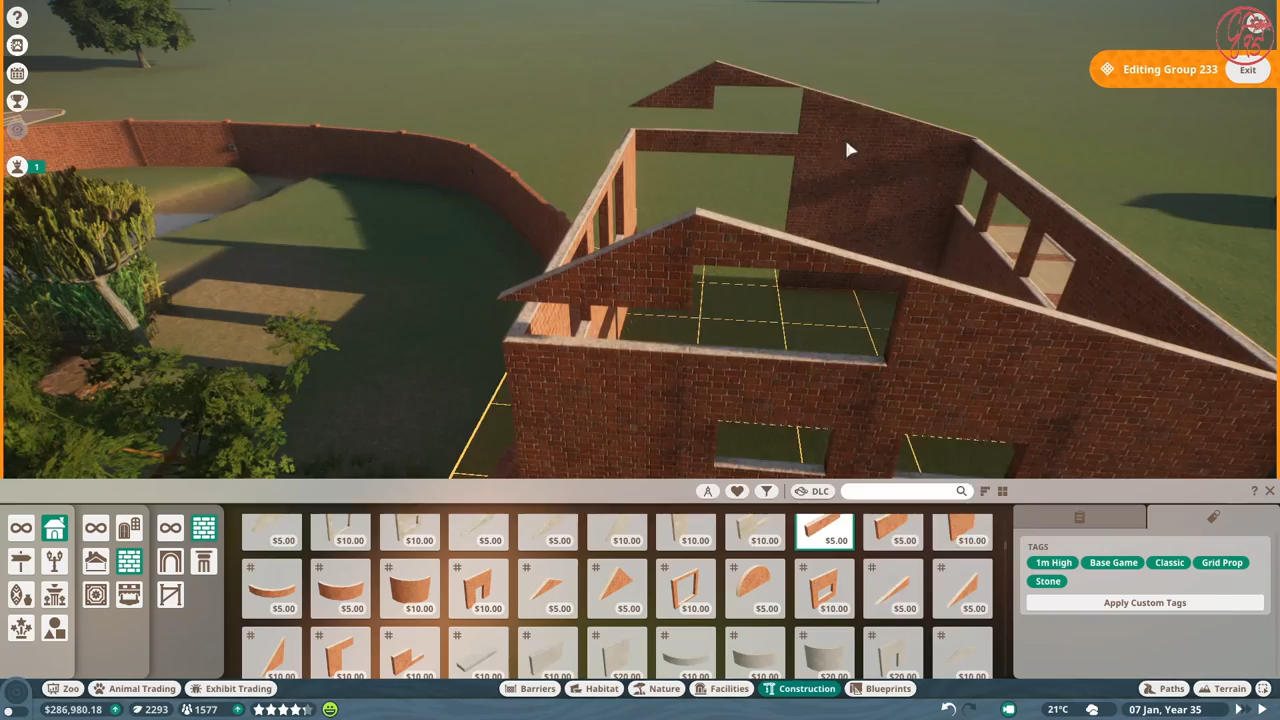 ?
Editing Group 233
Exit
1
DLC
?
$5.00 $10.00 $10.00 $5.00 $5.00 $10.00 $10.00 $10.00 $5.00 $5.00 $10.00
$5.00 $5.00 $10.00 $10.00 $5.00 $5.00 $10.00 $5.00 $10.00 $5.00 $5.00
TAGS
1m High Base Game Classic Grid Prop
Stone
Apply Custom Tags
Zoo Animal Trading Exhibit Trading Barriers Habitat Nature Facilities Construction Blueprints Paths Terrain
$286,980.18 2293 1577 21°C 07 Jan, Year 35